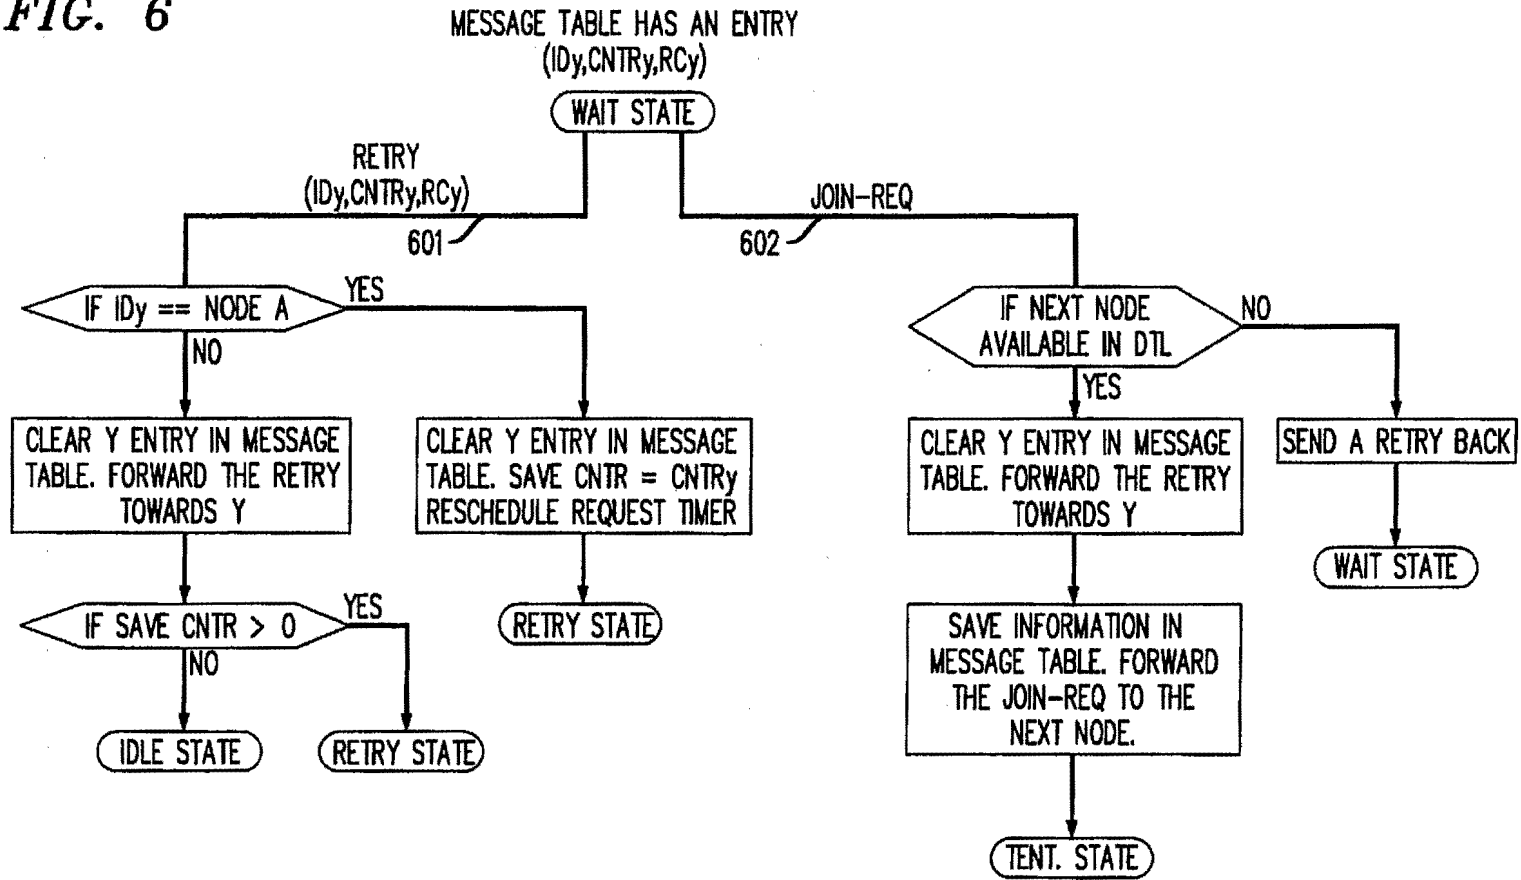 FIG. 6
MESSAGE TABLE HAS AN ENTRY
(IDy,CNTRy,RCy)
WAIT STATE
RETRY
(IDy,CNTRy,RCy)
601
JOIN-REQ
602
IF IDy == NODE A
YES
NO
CLEAR Y ENTRY IN MESSAGE
TABLE. FORWARD THE RETRY
TOWARDS Y
CLEAR Y ENTRY IN MESSAGE
TABLE. SAVE CNTR = CNTRy
RESCHEDULE REQUEST TIMER
IF SAVE CNTR > 0
YES
NO
RETRY STATE
IDLE STATE
RETRY STATE
IF NEXT NODE
AVAILABLE IN DTL
NO
YES
CLEAR Y ENTRY IN MESSAGE
TABLE. FORWARD THE RETRY
TOWARDS Y
SEND A RETRY BACK
WAIT STATE
SAVE INFORMATION IN
MESSAGE TABLE. FORWARD
THE JOIN-REQ TO THE
NEXT NODE.
TENT. STATE